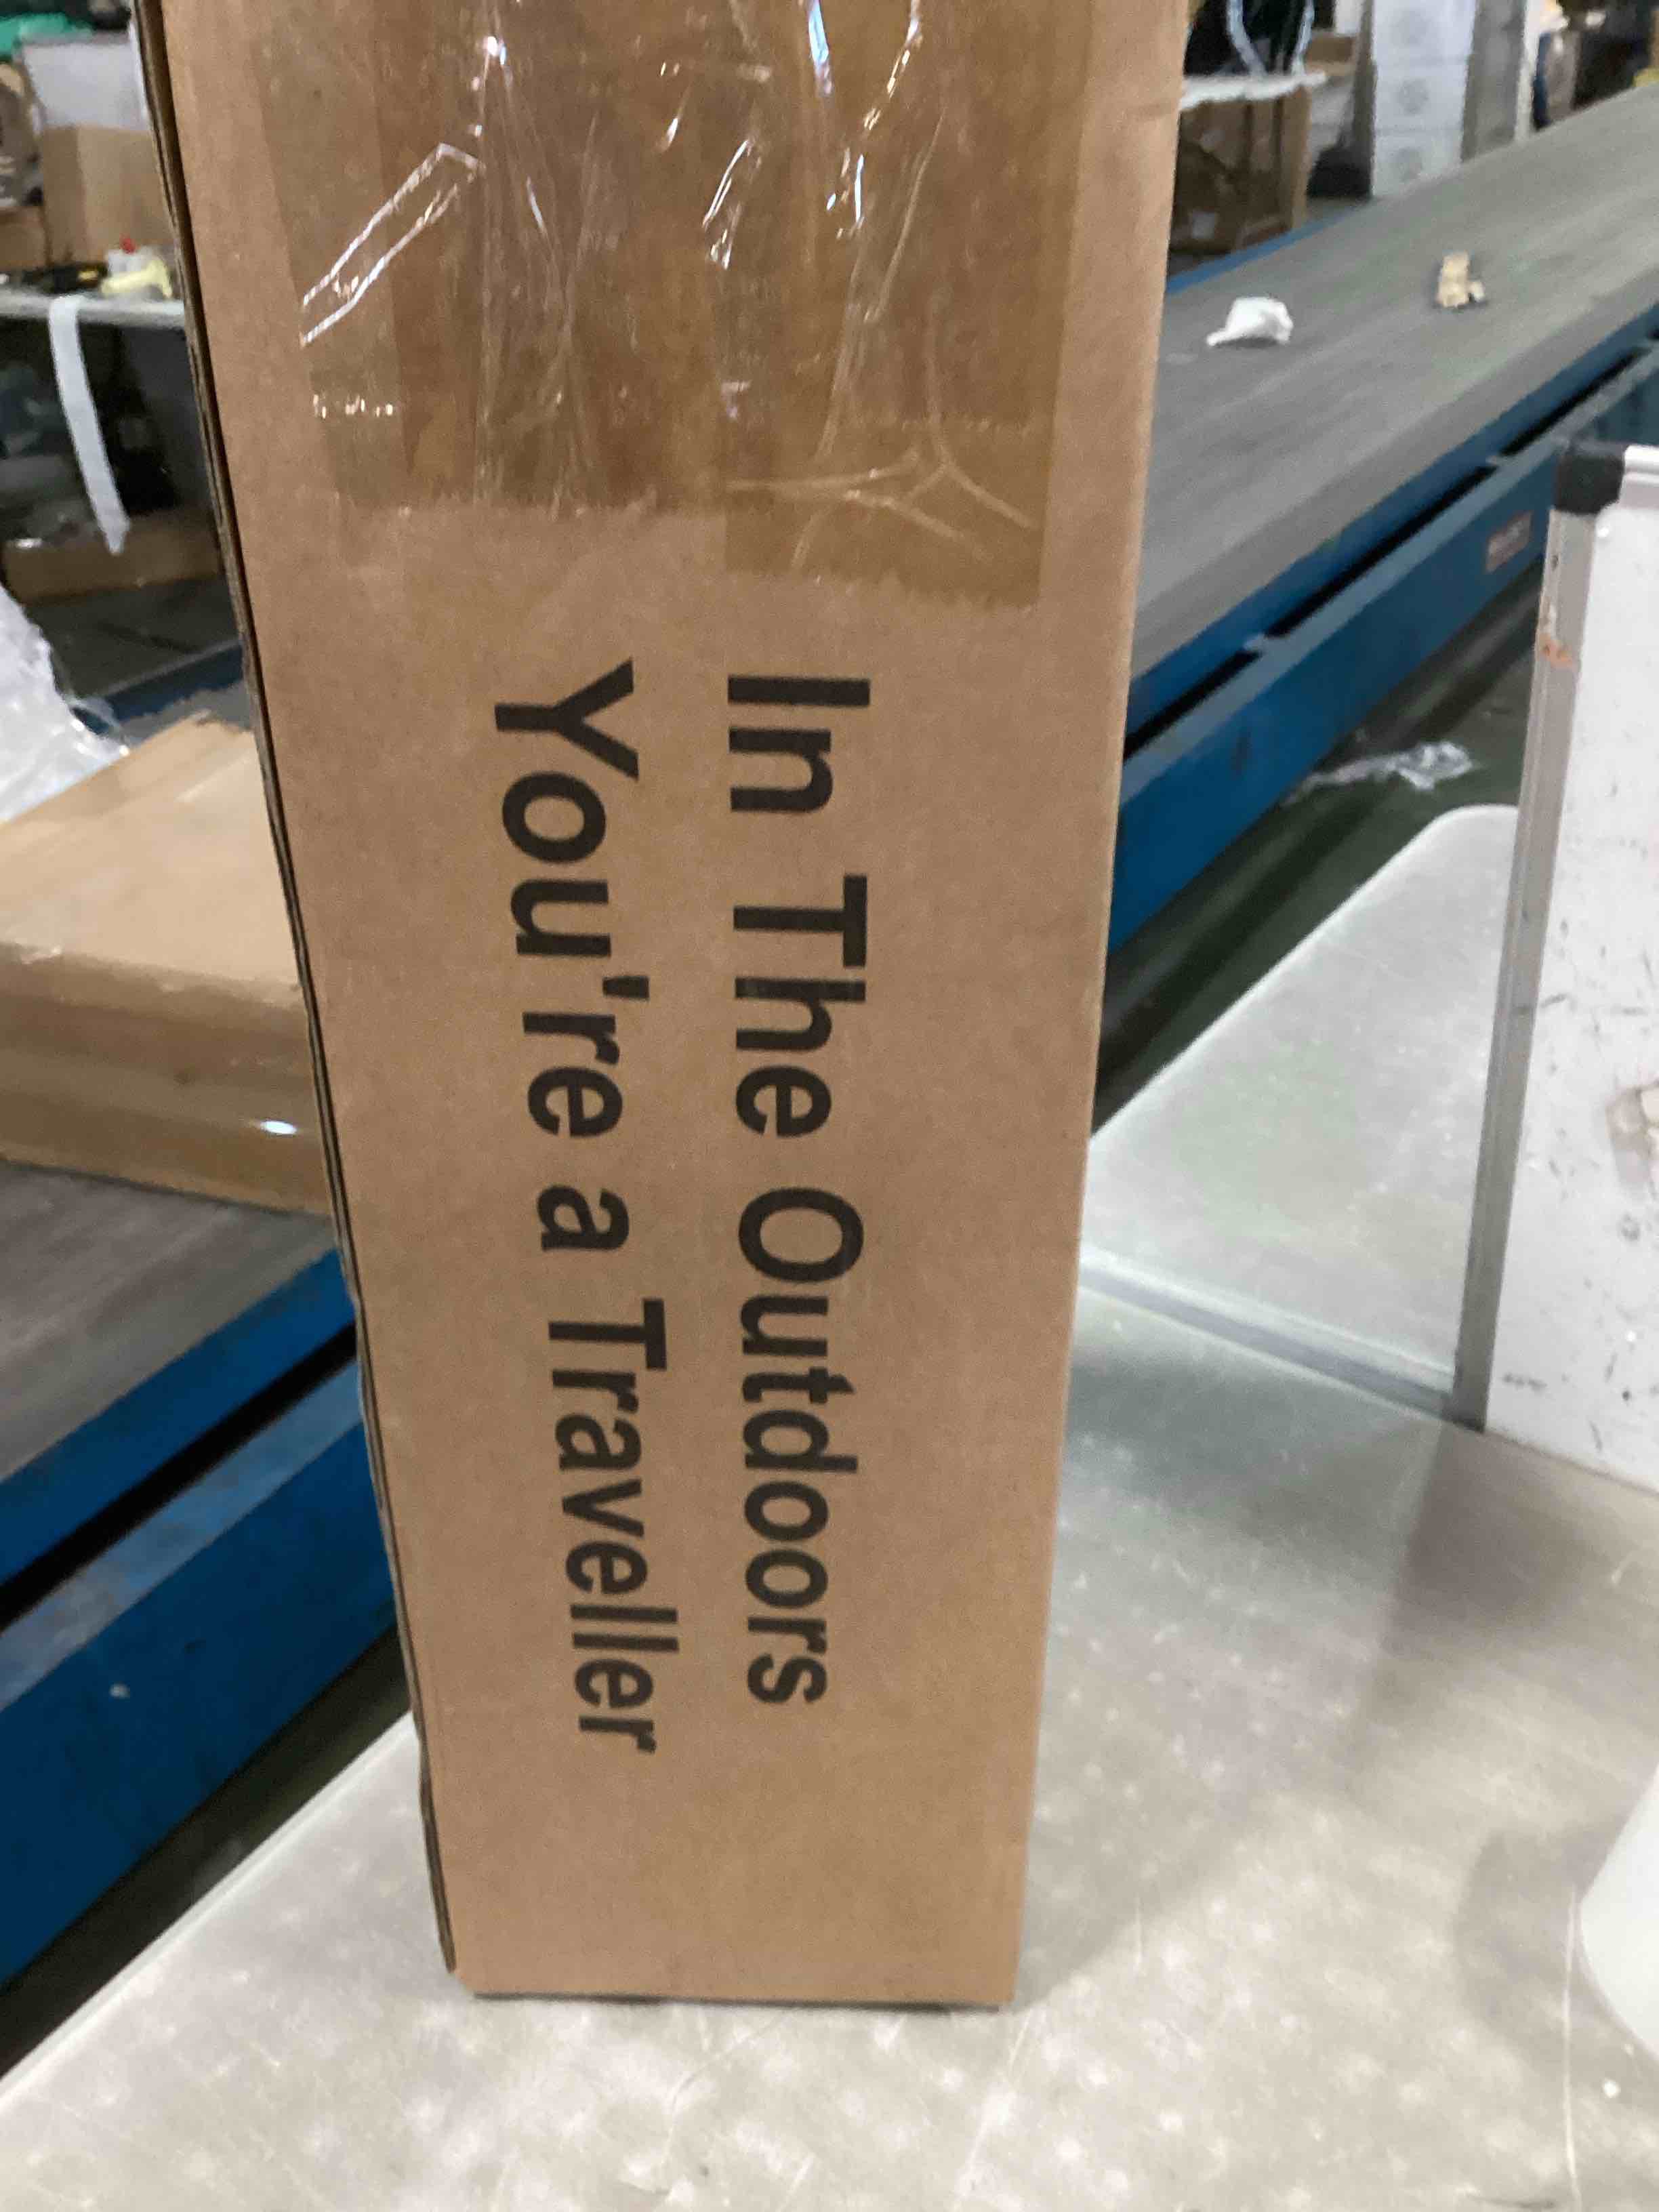 In The Outdoors
You're a Traveller